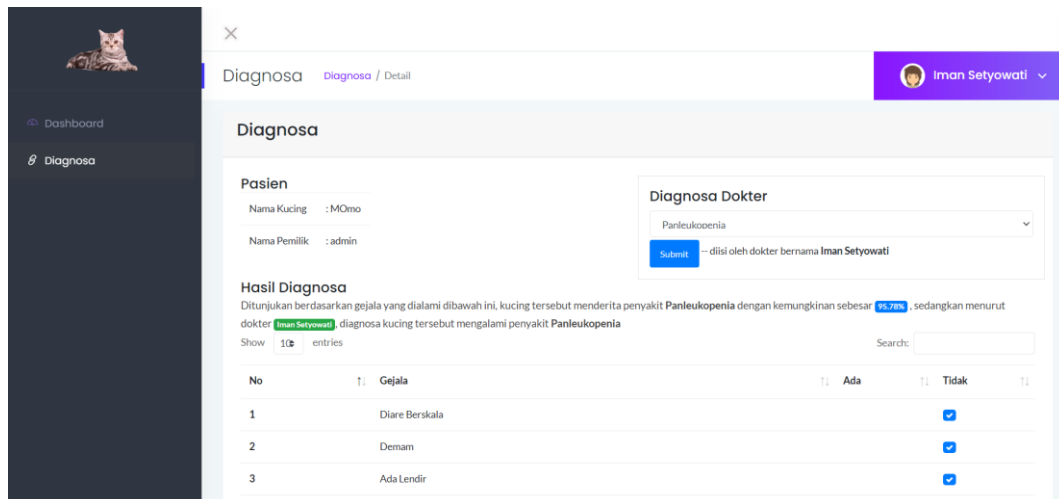 Diagnosa Diagnosa / Detail
Iman Setyowati
Dashboard
Diagnosa
Diagnosa
Pasien
Nama Kucing : MOmo
Nama Pemilik : admin
Diagnosa Dokter
Panleukopenia
Submit -- diisi oleh dokter bernama Iman Setyowati
Hasil Diagnosa
Ditunjukan berdasarkan gejala yang dialami dibawah ini, kucing tersebut menderita penyakit Panleukopenia dengan kemungkinan sebesar 95.78% , sedangkan menurut
dokter Iman Setyowati , diagnosa kucing tersebut mengalami penyakit Panleukopenia
Show 10 entries
Search:
No Gejala Ada Tidak
1 Diare Berskala
2 Demam
3 Ada Lendir